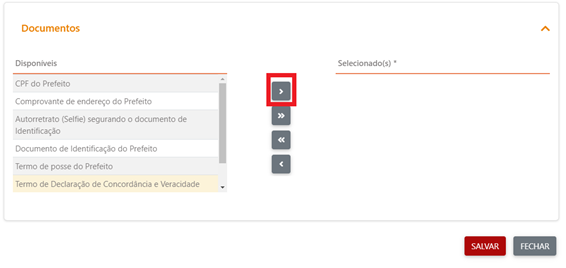 Documentos
Disponíveis
Selecionado(s) *
CPF do Prefeito
Comprovante de endereço do Prefeito
Autorretrato (Selfie) segurando o documento de
Identificação
Documento de Identificação do Prefeito
Termo de posse do Prefeito
Termo de Declaração de Concordância e Veracidade
SALVAR
FECHAR